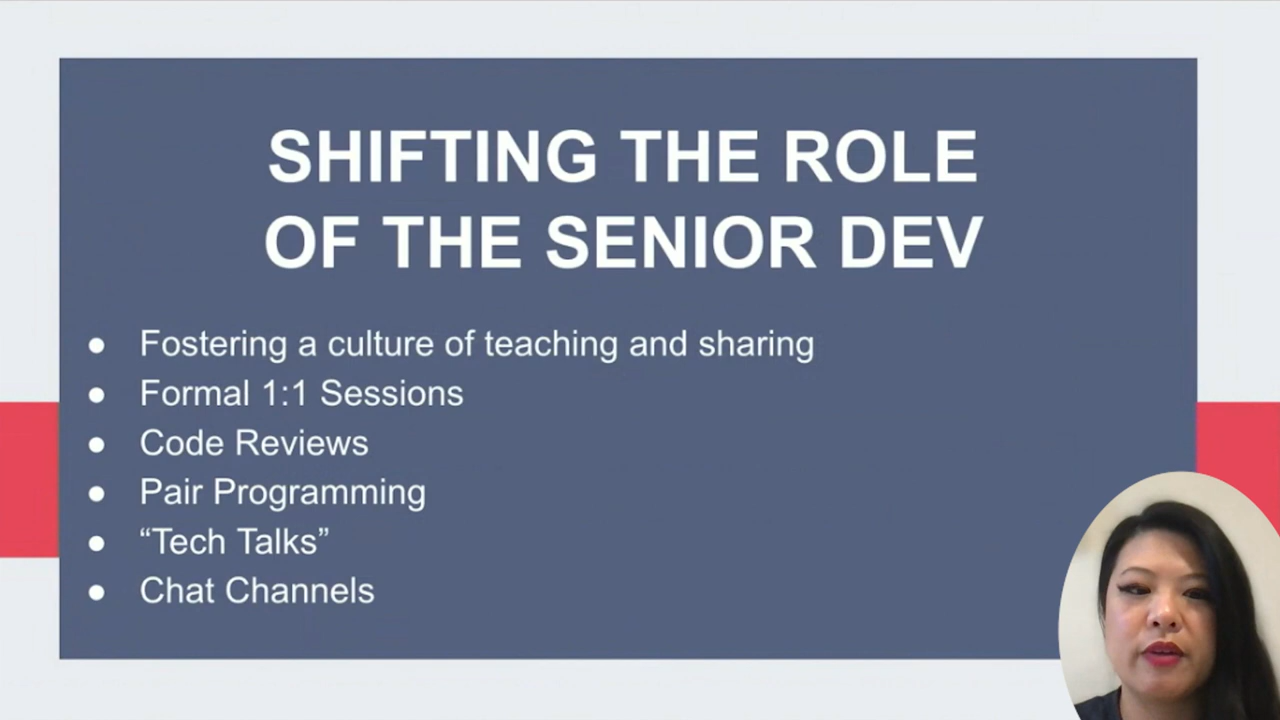 SHIFTING THE ROLE
OF THE SENIOR DEV
● Fostering a culture of teaching and sharing
● Formal 1:1 Sessions
● Code Reviews
● Pair Programming
● “Tech Talks”
● Chat Channels